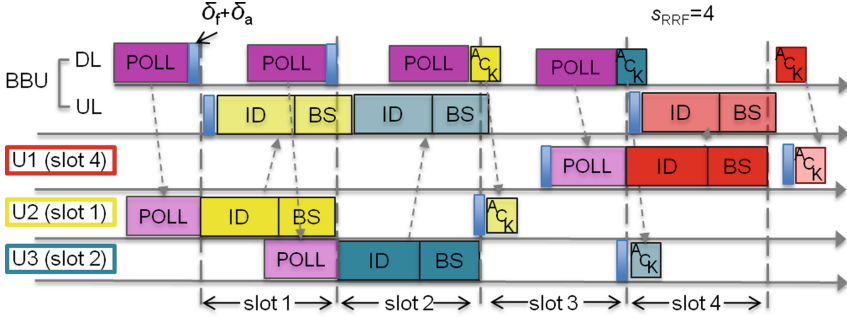 δf+δa
sRRF=4
BBU
DL
POLL POLL POLL ACK POLL ACK ACK
UL
ID BS ID BS ID BS
U1 (slot 4)
POLL ID BS ACK
U2 (slot 1)
POLL ID BS ACK
U3 (slot 2)
POLL ID BS ACK
slot 1 slot 2 slot 3 slot 4